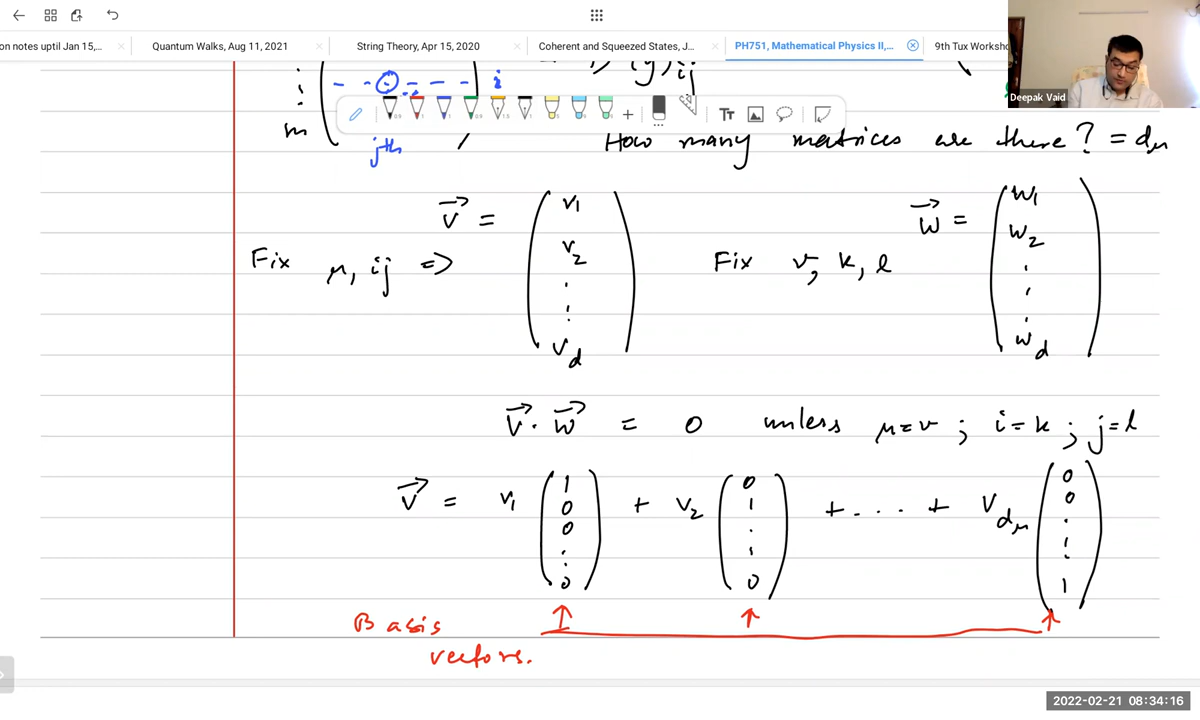 on notes uptil Jan 15,... Quantum Walks, Aug 11, 2021 String Theory, Apr 15, 2020 Coherent and Squeezed States, J... PH751, Mathematical Physics II,... 9th Tux Worksho
Deepak Vaid
i
m
jth
How many matrices are there? = dμ
Fix μ, ij ⇒ v⃗ = ( v1 v2 . . . vd ) Fix ν, k, l w⃗ = ( w1 w2 . . . wd )
v⃗ . w⃗ = 0 unless μ=ν ; i=k ; j=l
v⃗ = v1 ( 1 0 0 : 0 ) + v2 ( 0 1 : 0 ) + .... + vdμ ( 0 0 : 1 )
Basis
vectors.
2022-02-21 08:34:16